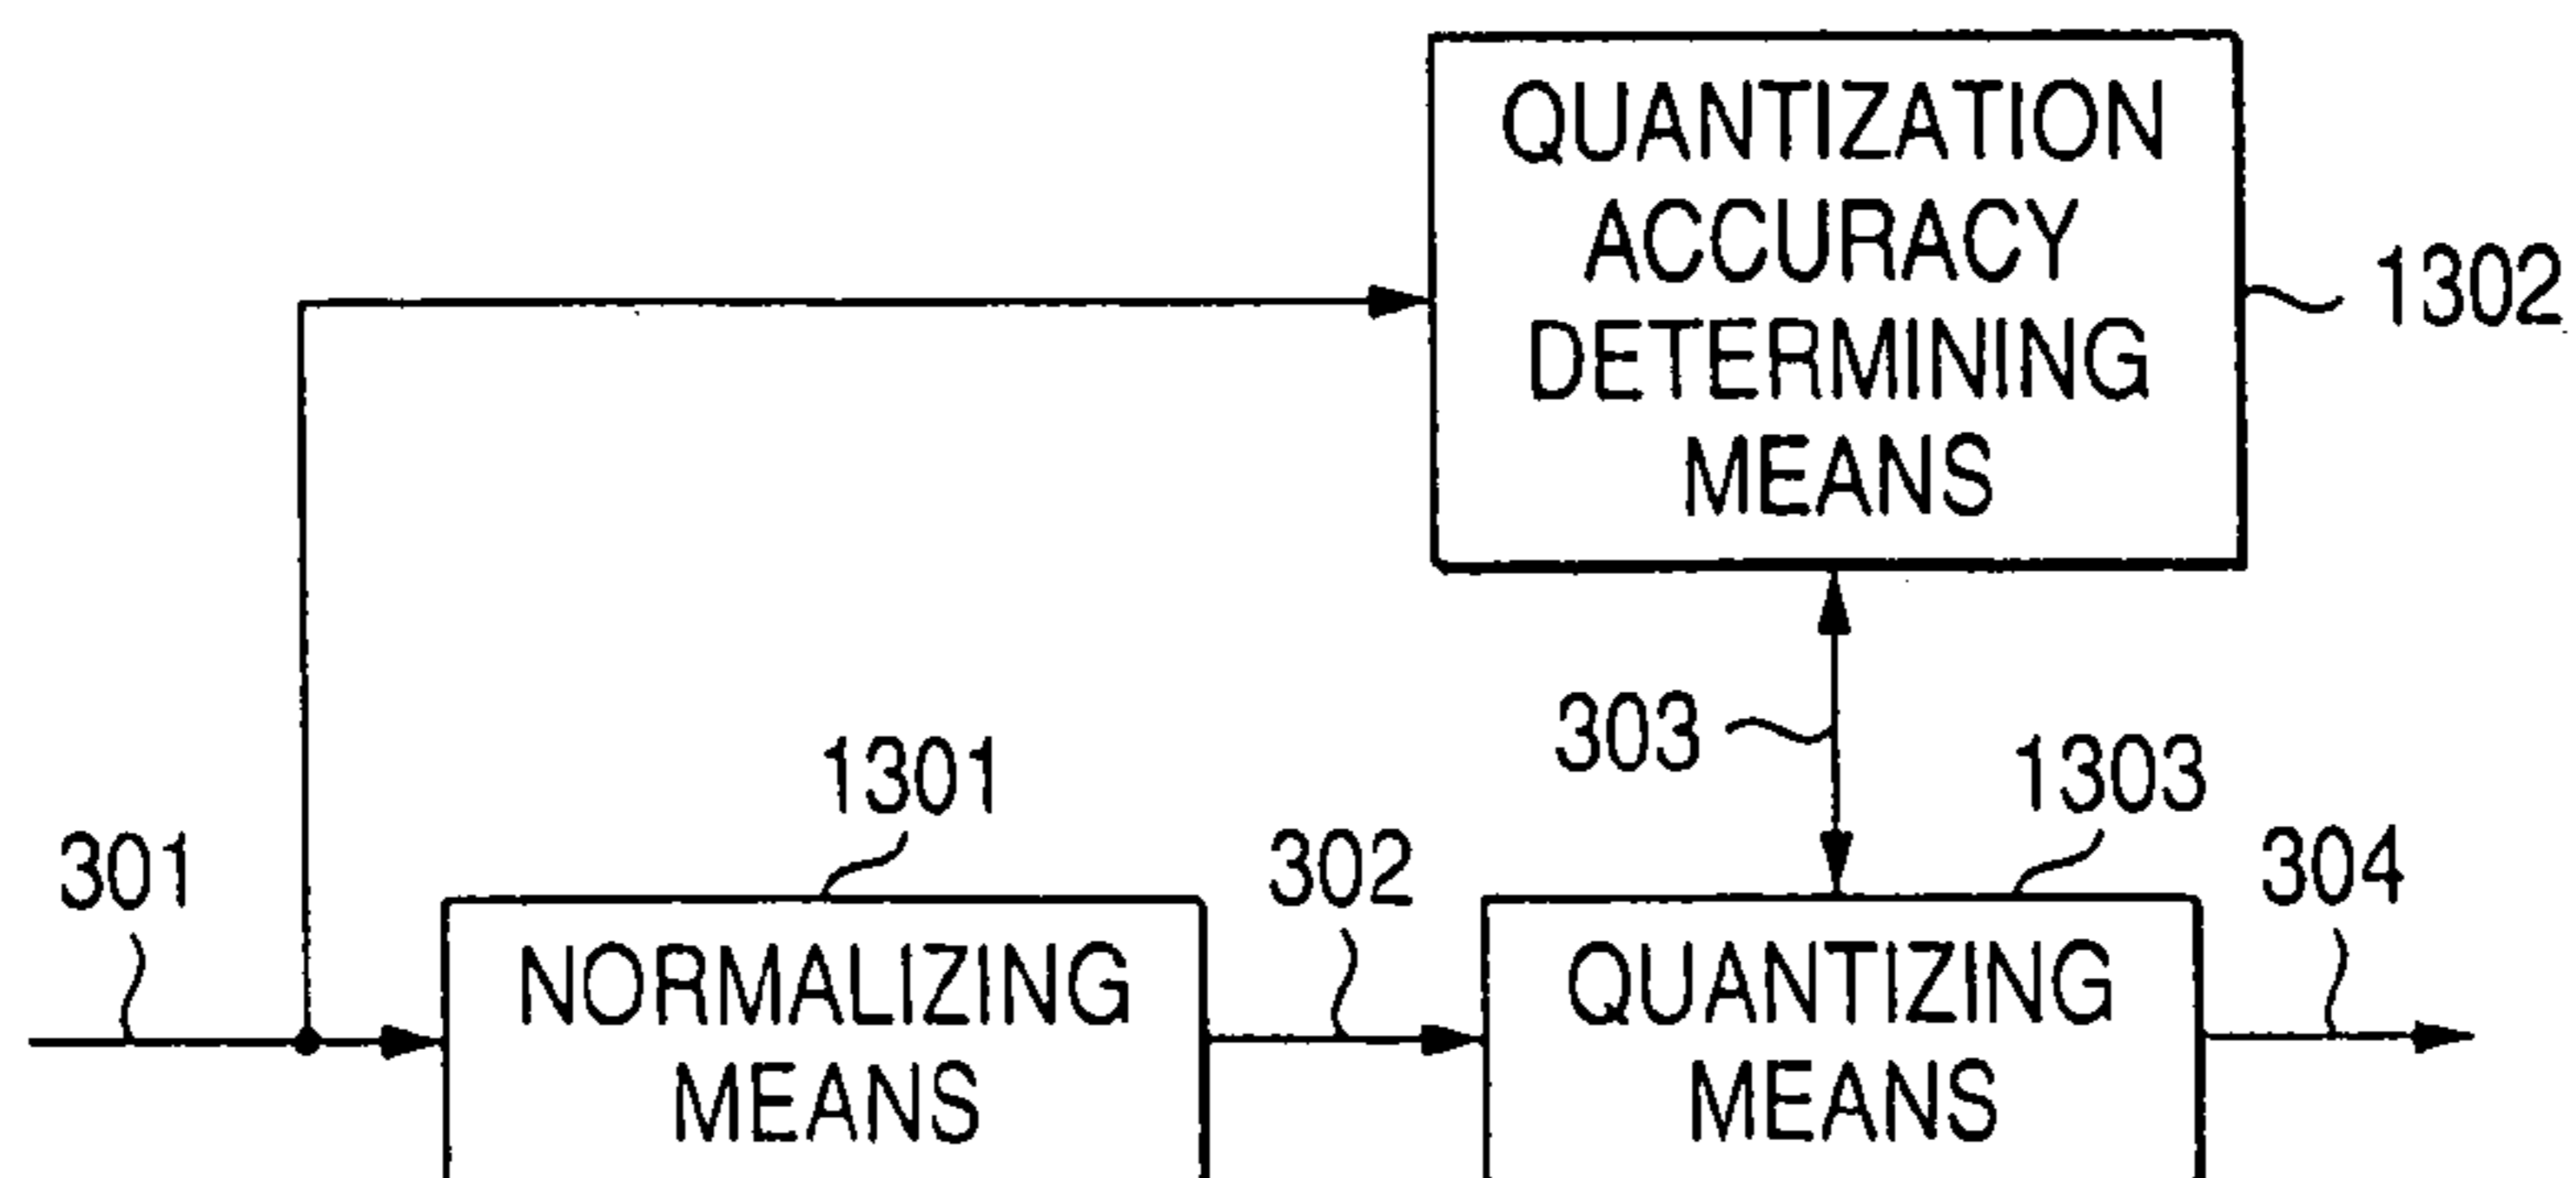 QUANTIZATION
ACCURACY
DETERMINING
MEANS
1302
303
1301
1303
301
302
304
NORMALIZING
MEANS
QUANTIZING
MEANS